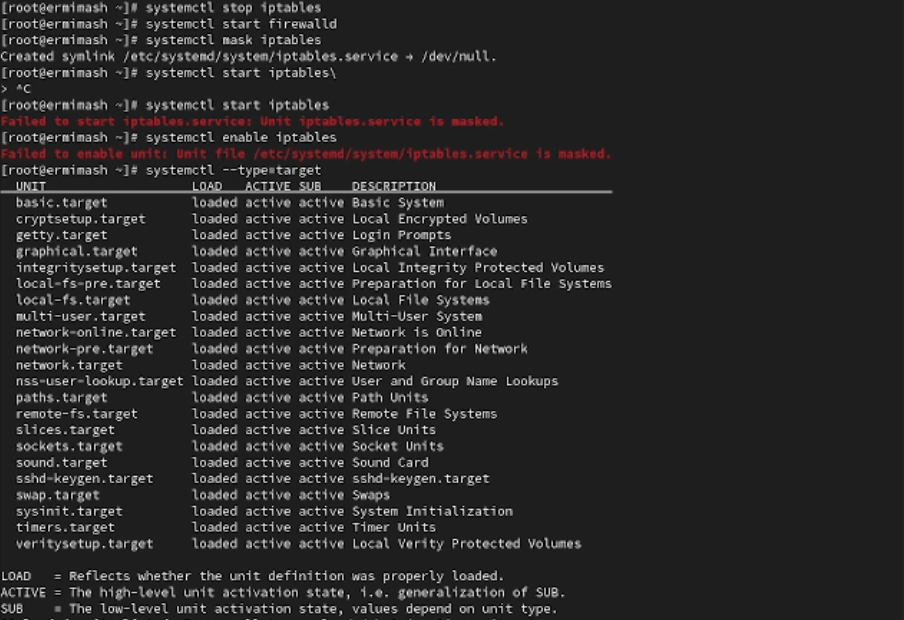 [root@ermimash ~]# systemctl stop iptables
[root@ermimash ~]# systemctl start firewalld
[root@ermimash ~]# systemctl mask iptables
Created symlink /etc/systemd/system/iptables.service → /dev/null.
[root@ermimash ~]# systemctl start iptables\
> ^C
[root@ermimash ~]# systemctl start iptables
Failed to start iptables.service: Unit iptables.service is masked.
[root@ermimash ~]# systemctl enable iptables
Failed to enable unit: Unit file /etc/systemd/system/iptables.service is masked.
[root@ermimash ~]# systemctl --type=target
UNIT LOAD ACTIVE SUB DESCRIPTION
basic.target loaded active active Basic System
cryptsetup.target loaded active active Local Encrypted Volumes
getty.target loaded active active Login Prompts
graphical.target loaded active active Graphical Interface
integritysetup.target loaded active active Local Integrity Protected Volumes
local-fs-pre.target loaded active active Preparation for Local File Systems
local-fs.target loaded active active Local File Systems
multi-user.target loaded active active Multi-User System
network-online.target loaded active active Network is Online
network-pre.target loaded active active Preparation for Network
network.target loaded active active Network
nss-user-lookup.target loaded active active User and Group Name Lookups
paths.target loaded active active Path Units
remote-fs.target loaded active active Remote File Systems
slices.target loaded active active Slice Units
sockets.target loaded active active Socket Units
sound.target loaded active active Sound Card
sshd-keygen.target loaded active active sshd-keygen.target
swap.target loaded active active Swaps
sysinit.target loaded active active System Initialization
timers.target loaded active active Timer Units
veritysetup.target loaded active active Local Verity Protected Volumes
LOAD = Reflects whether the unit definition was properly loaded.
ACTIVE = The high-level unit activation state, i.e. generalization of SUB.
SUB = The low-level unit activation state, values depend on unit type.